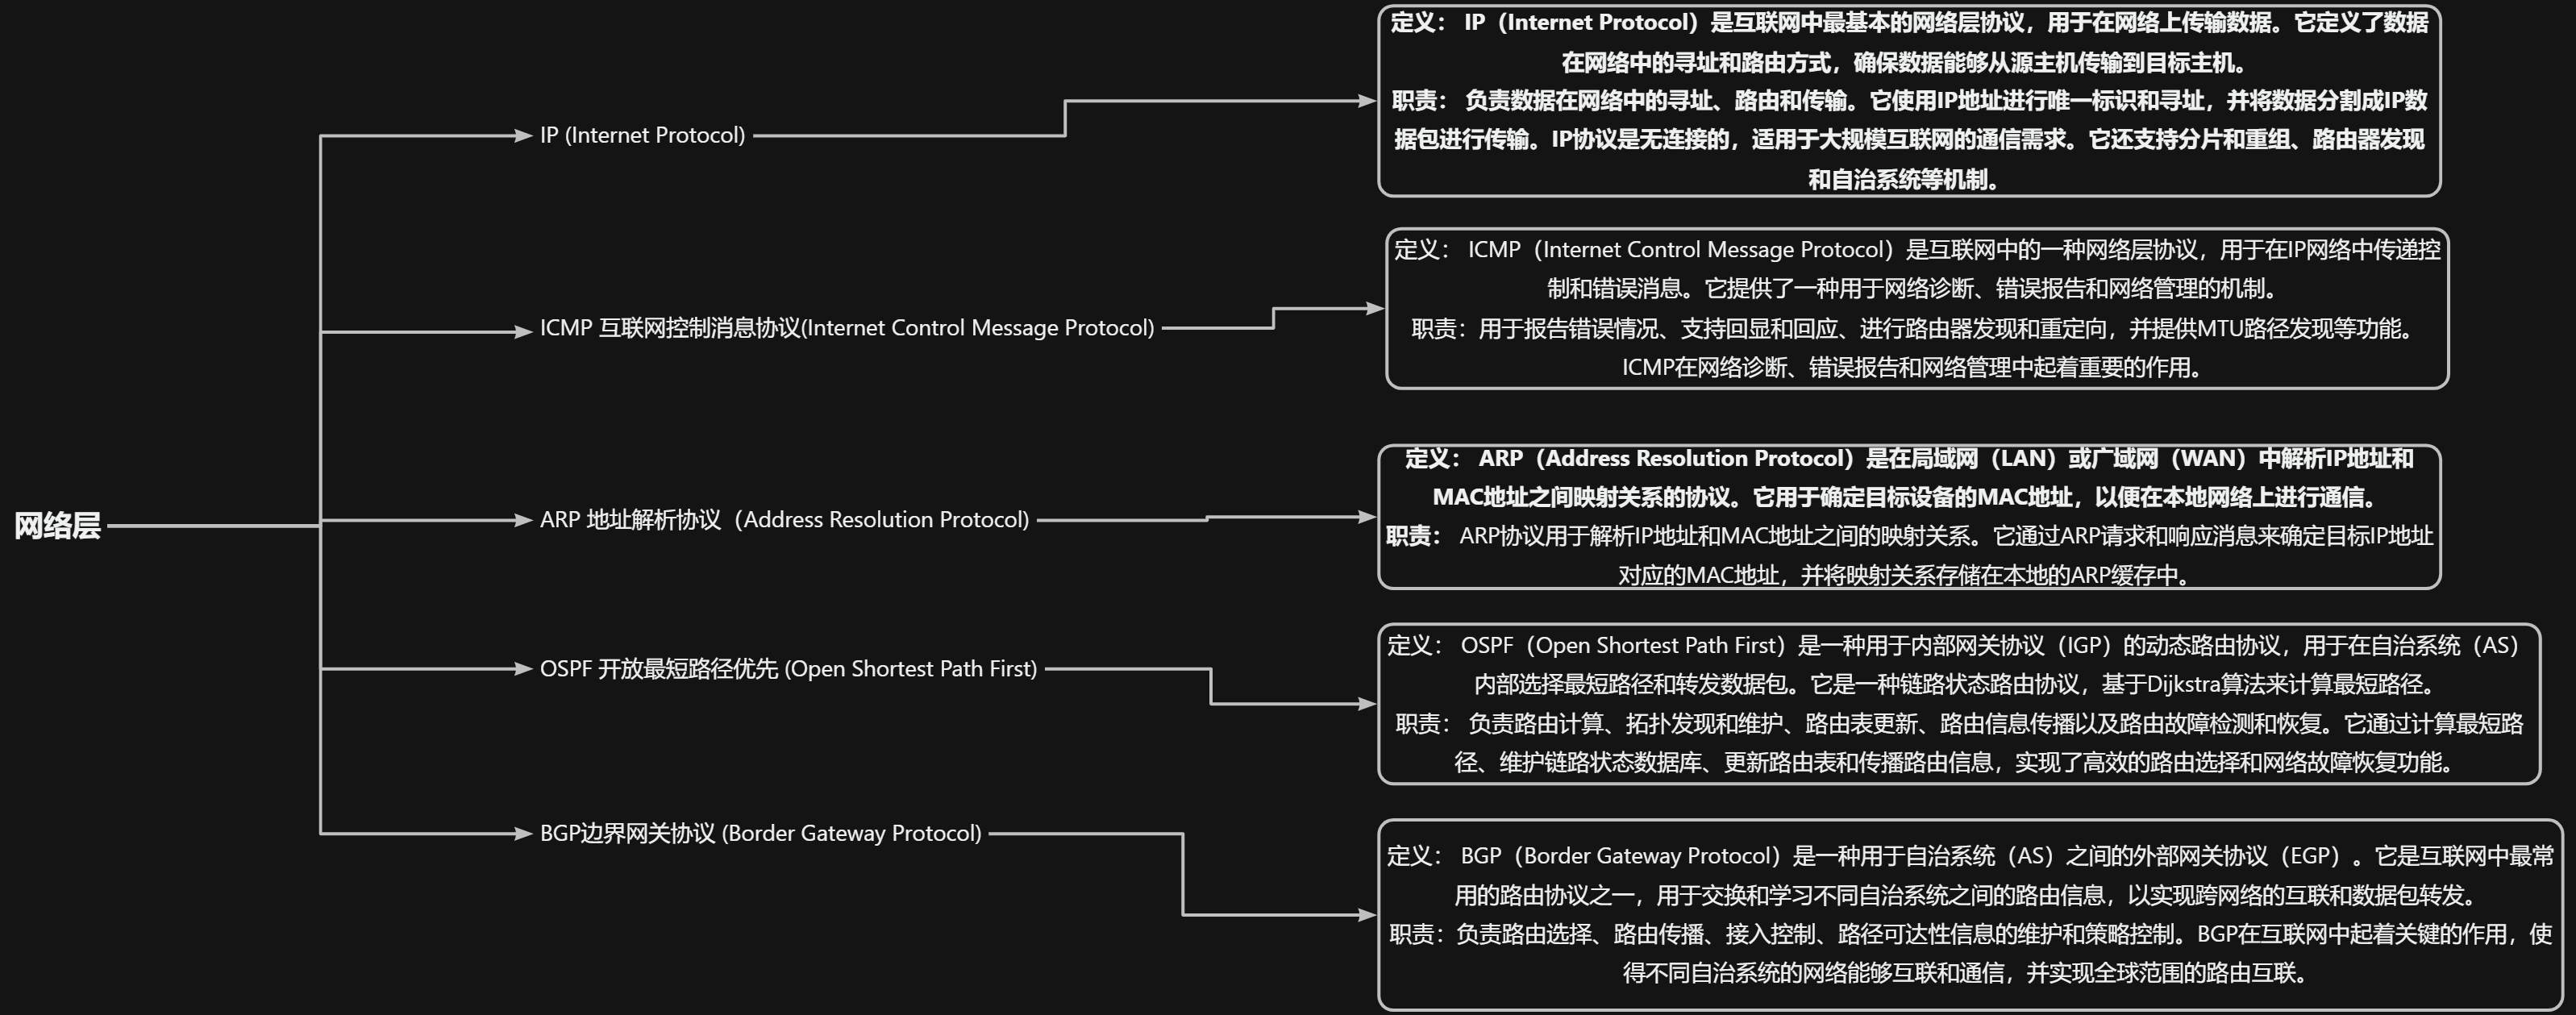 网络层
IP (Internet Protocol)
定义： IP（Internet Protocol）是互联网中最基本的网络层协议，用于在网络上传输数据。它定义了数据
在网络中的寻址和路由方式，确保数据能够从源主机传输到目标主机。
职责： 负责数据在网络中的寻址、路由和传输。它使用IP地址进行唯一标识和寻址，并将数据分割成IP数
据包进行传输。IP协议是无连接的，适用于大规模互联网的通信需求。它还支持分片和重组、路由器发现
和自治系统等机制。
ICMP 互联网控制消息协议(Internet Control Message Protocol)
定义： ICMP（Internet Control Message Protocol）是互联网中的一种网络层协议，用于在IP网络中传递控
制和错误消息。它提供了一种用于网络诊断、错误报告和网络管理的机制。
职责：用于报告错误情况、支持回显和回应、进行路由器发现和重定向，并提供MTU路径发现等功能。
ICMP在网络诊断、错误报告和网络管理中起着重要的作用。
ARP 地址解析协议（Address Resolution Protocol)
定义： ARP（Address Resolution Protocol）是在局域网（LAN）或广域网（WAN）中解析IP地址和
MAC地址之间映射关系的协议。它用于确定目标设备的MAC地址，以便在本地网络上进行通信。
职责： ARP协议用于解析IP地址和MAC地址之间的映射关系。它通过ARP请求和响应消息来确定目标IP地址
对应的MAC地址，并将映射关系存储在本地的ARP缓存中。
OSPF 开放最短路径优先 (Open Shortest Path First)
定义： OSPF（Open Shortest Path First）是一种用于内部网关协议（IGP）的动态路由协议，用于在自治系统（AS）
内部选择最短路径和转发数据包。它是一种链路状态路由协议，基于Dijkstra算法来计算最短路径。
职责： 负责路由计算、拓扑发现和维护、路由表更新、路由信息传播以及路由故障检测和恢复。它通过计算最短路
径、维护链路状态数据库、更新路由表和传播路由信息，实现了高效的路由选择和网络故障恢复功能。
BGP边界网关协议 (Border Gateway Protocol)
定义： BGP（Border Gateway Protocol）是一种用于自治系统（AS）之间的外部网关协议（EGP）。它是互联网中最常
用的路由协议之一，用于交换和学习不同自治系统之间的路由信息，以实现跨网络的互联和数据包转发。
职责：负责路由选择、路由传播、接入控制、路径可达性信息的维护和策略控制。BGP在互联网中起着关键的作用，使
得不同自治系统的网络能够互联和通信，并实现全球范围的路由互联。